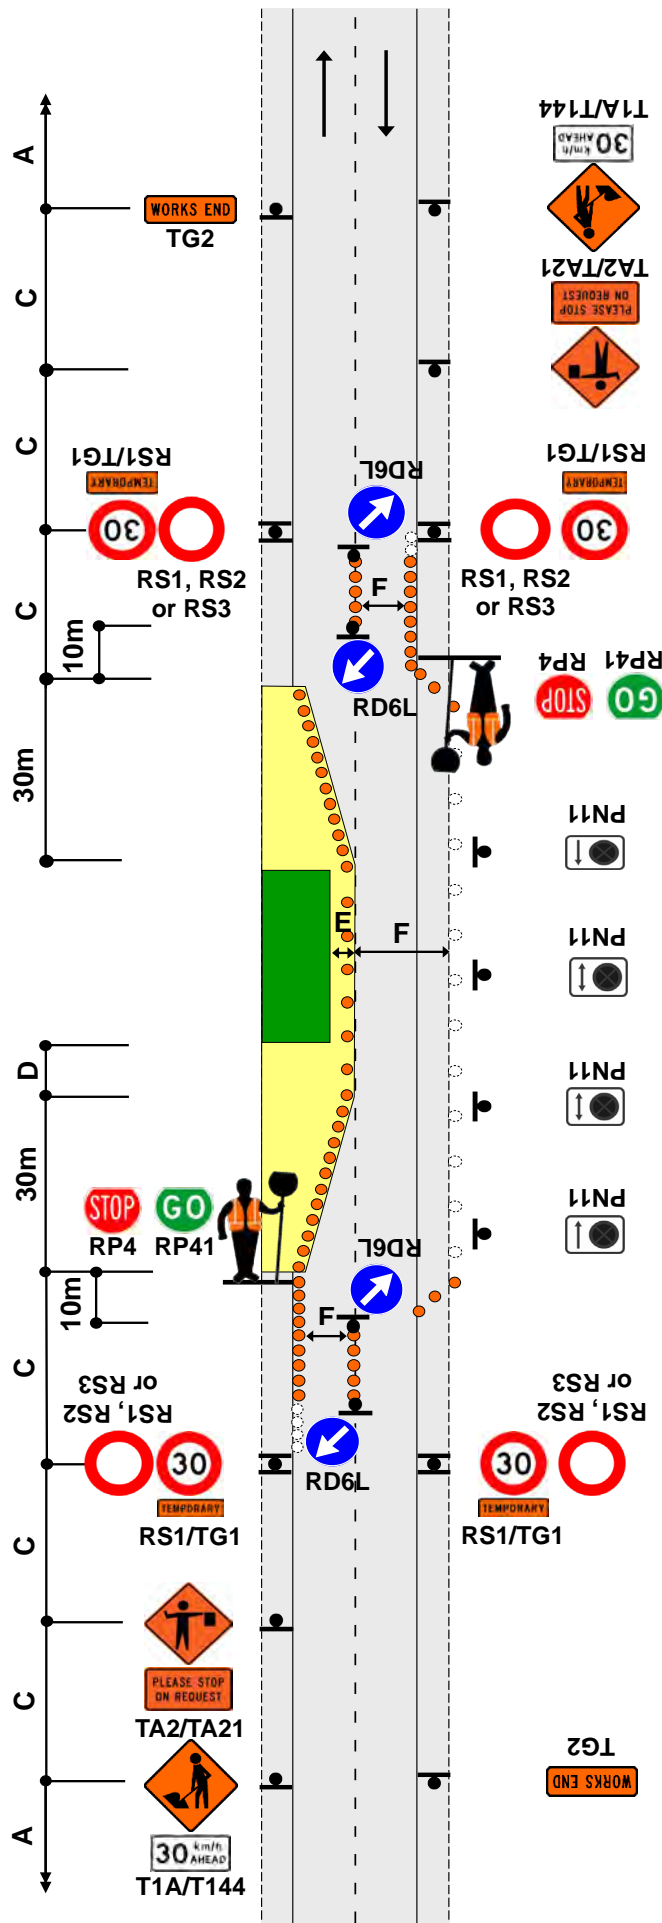 T1A/T144
30 km/h
AHEAD
A
WORKS END
TG2
TA2/TA21
PLEASE STOP
ON REQUEST
C
C
RS1/TG1
TEMPORARY
30
RS1, RS2
or RS3
RD6L
RS1/TG1
TEMPORARY
30
RS1, RS2
or RS3
C
F
10m
RD6L
RP4
STOP
RP41
GO
30m
PN11
E
F
PN11
D
PN11
30m
STOP
RP4
GO
RP41
PN11
RD6L
10m
F
C
RS1, RS2
or RS3
30
TEMPORARY
RS1/TG1
RD6L
RS1, RS2
or RS3
30
TEMPORARY
RS1/TG1
C
PLEASE STOP
ON REQUEST
TA2/TA21
C
TG2
WORKS END
A
30 km/h
AHEAD
T1A/T144